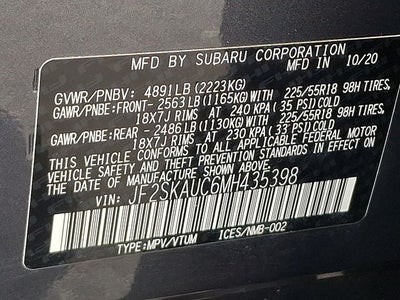 MFD BY SUBARU CORPORATION IN 10/20
GVWR/PNBV: 4891LB(2223KG)
GAWR/PNBE:FRONT- 2563LB(1165KG)WITH 225/55R18 98H TIRES,
18X7J RIMS, AT 240 KPA(35 PSI)COLD
GAWR/PNBE:REAR -2486LB(1130KG)WITH 225/55R18 98H TIRES,
18X7J RIMS, AT 230 KPA(33 PSI)COLD
THIS VEHICLE CONFORMS TO ALL APPLICABLE FEDERAL MOTOR
VEHICLE SAFETY AND THEFT PREVENTION STANDARDS IN EFFECT
ON THE DATE OF MANUFACTURE SHOWN ABOVE.
VIN: JF2SKAUC6MH435398
TYPE:MPV/VTUM ICES/NMB-002